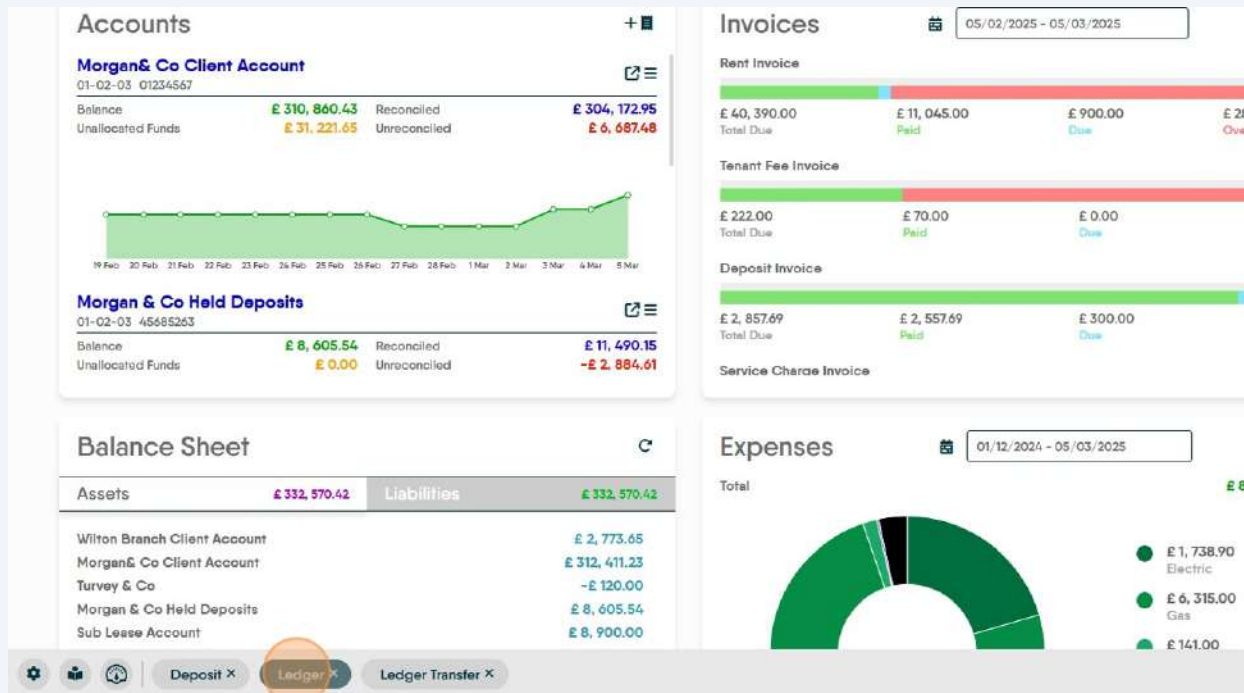 Accounts
Morgan& Co Client Account
01-02-03 01234567
Balance £ 310, 860.43 Reconciled £ 304, 172.95
Unallocated Funds £ 31, 221.65 Unreconciled £ 6, 687.48
19 Feb 20 Feb 21 Feb 22 Feb 23 Feb 24 Feb 25 Feb 26 Feb 27 Feb 28 Feb 1 Mar 2 Mar 3 Mar 4 Mar 5 Mar
Morgan & Co Held Deposits
01-02-03 45685263
Balance £ 8, 605.54 Reconciled £ 11, 490.15
Unallocated Funds £ 0.00 Unreconciled -£ 2, 884.61
Invoices 05/02/2025 - 05/03/2025
Rent Invoice
£ 40, 390.00 £ 11, 045.00 £ 900.00 £ 28
Total Due Paid Due Ove
Tenant Fee Invoice
£ 222.00 £ 70.00 £ 0.00
Total Due Paid Due
Deposit Invoice
£ 2, 857.69 £ 2, 557.69 £ 300.00
Total Due Paid Due
Service Charge Invoice
Balance Sheet
Assets £ 332, 570.42 Liabilities £ 332, 570.42
Wilton Branch Client Account £ 2, 773.65
Morgan& Co Client Account £ 312, 411.23
Turvey & Co -£ 120.00
Morgan & Co Held Deposits £ 8, 605.54
Sub Lease Account £ 8, 900.00
Expenses 01/12/2024 - 05/03/2025
Total £ 8
£ 1, 738.90
Electric
£ 6, 315.00
Gas
£ 141.00
Deposit × Ledger × Ledger Transfer ×